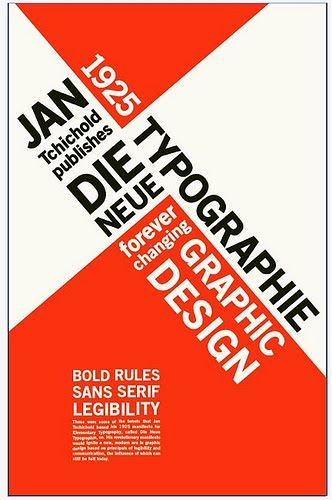 1925
JAN
Tchichold
publishes
DIE
NEUE
TYPOGRAPHIE
forever
changing
GRAPHIC
DESIGN
BOLD RULES
SANS SERIF
LEGIBILITY
These were some of the beliefs that Jan
Tschichold based his 1925 manifesto for
Elementary Typography, called Die Neue
Typographie, on. His revolutionary manifesto
would ignite a new, modern era in graphic
design based on principals of legibility and
communication, the influence of which can
still be felt today.